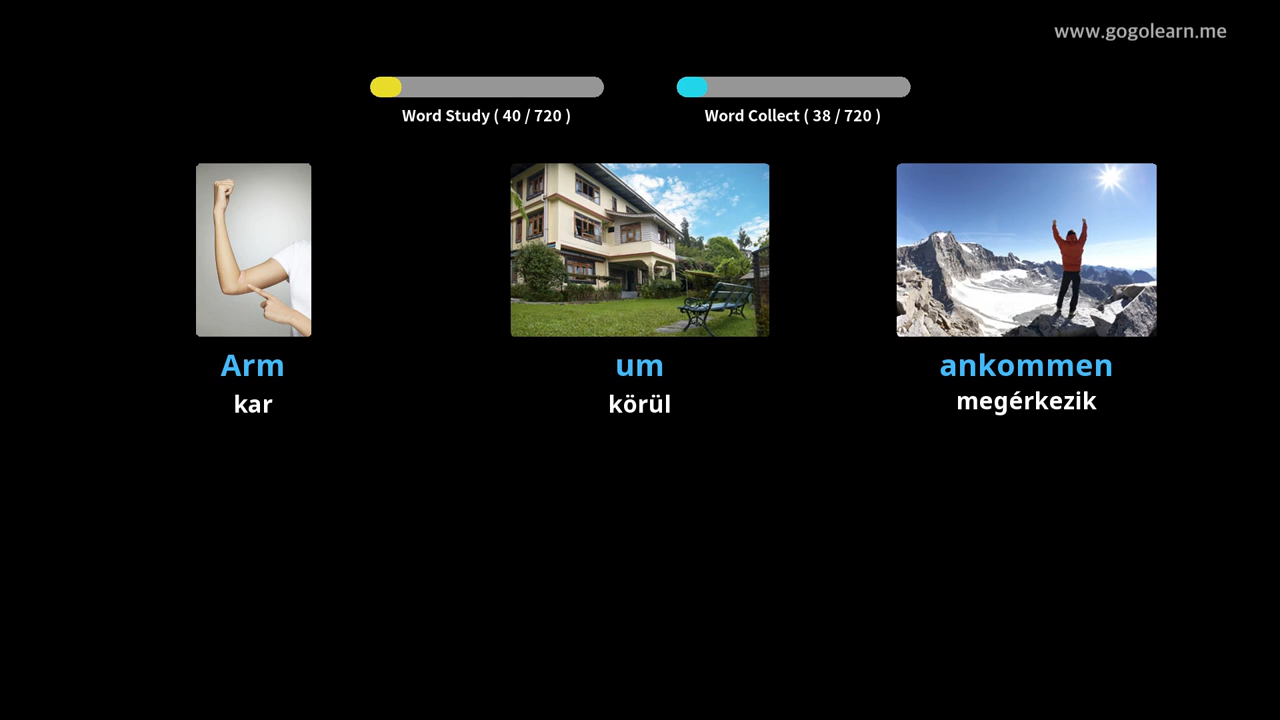 www.gogolearn.me
Word Study ( 40 / 720 )
Word Collect ( 38 / 720 )
Arm
kar
um
körül
ankommen
megérkezik